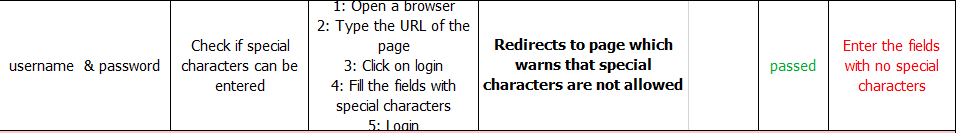 username & password
Check if special
characters can be
entered
1: Open a browser
2: Type the URL of the
page
3: Click on login
4: Fill the fields with
special characters
5: Login
Redirects to page which
warns that special
characters are not allowed
passed
Enter the fields
with no special
characters